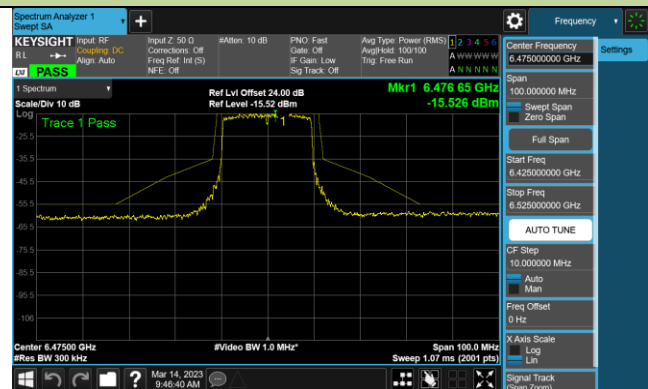 Spectrum Analyzer 1
Swept SA
Frequency
KEYSIGHT
RL
PASS
Input: RF
Coupling: DC
Align: Auto
Input Z: 50 Ω
Corrections: Off
Freq Ref: Int (S)
NFE: Off
#Atten: 10 dB
PNO: Fast
Gate: Off
IF Gain: Low
Sig Track: Off
Avg Type: Power (RMS)
Avg|Hold: 100/100
Trig: Free Run
1 2 3 4 5 6
A W W W W W
A N N N N N
1 Spectrum
Scale/Div 10 dB
Ref Lvl Offset 24.00 dB
Ref Level -15.52 dBm
Mkr1 6.476 65 GHz
-15.526 dBm
Log
Trace 1 Pass
1
-25.5
-35.5
-45.5
-55.5
-65.5
-75.5
-85.5
-95.5
-106
Center 6.47500 GHz
#Res BW 300 kHz
#Video BW 1.0 MHz*
Span 100.0 MHz
Sweep 1.07 ms (2001 pts)
Mar 14, 2023
9:46:40 AM
Center Frequency
6.475000000 GHz
Settings
Span
100.000000 MHz
Swept Span
Zero Span
Full Span
Start Freq
6.425000000 GHz
Stop Freq
6.525000000 GHz
AUTO TUNE
CF Step
10.000000 MHz
Auto
Man
Freq Offset
0 Hz
X Axis Scale
Log
Lin
Signal Track
(Span Zoom)